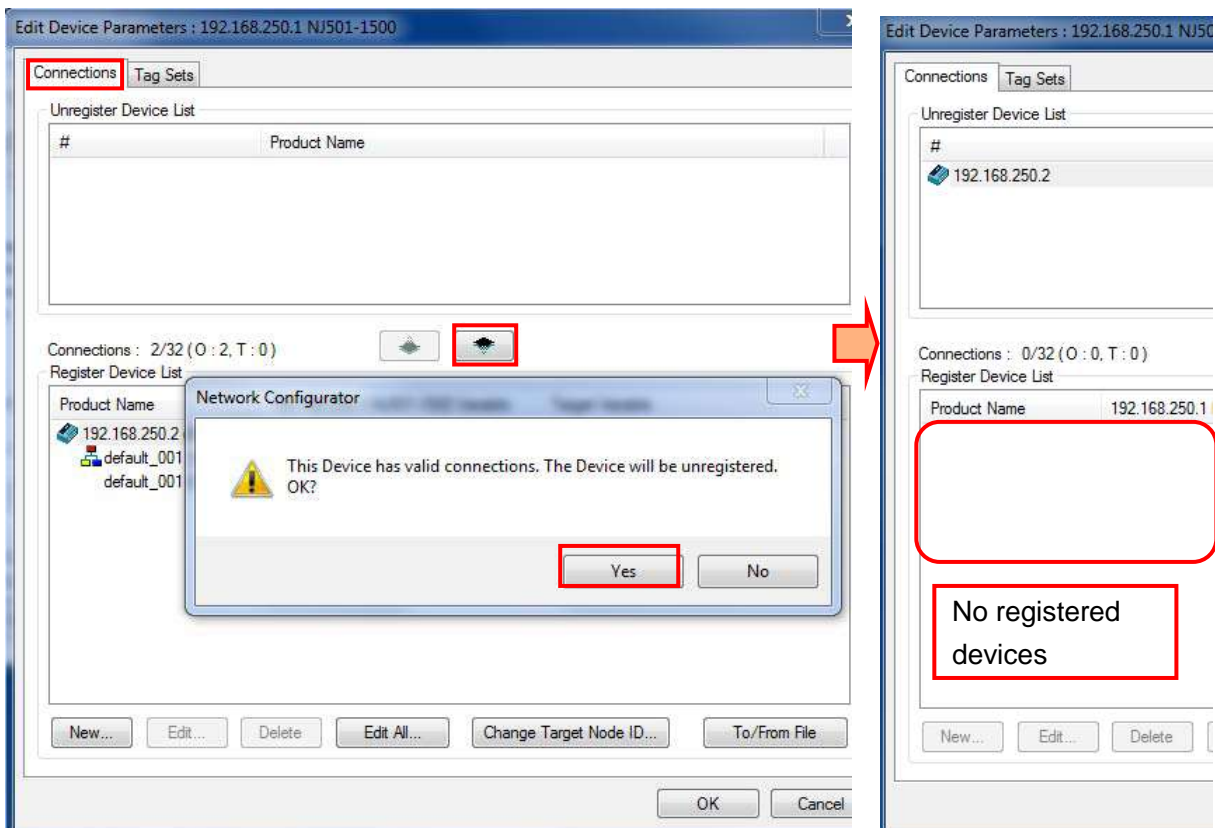 Edit Device Parameters : 192.168.250.1 NJ501-1500
Connections Tag Sets
Unregister Device List
# Product Name
Connections : 2/32 ( O : 2, T : 0 )
Register Device List
Product Name
192.168.250.2
default_001
default_001
Network Configurator
This Device has valid connections. The Device will be unregistered.
OK?
Yes No
New... Edit... Delete Edit All... Change Target Node ID... To/From File
OK Cancel
Edit Device Parameters : 192.168.250.1 NJ50
Connections Tag Sets
Unregister Device List
#
192.168.250.2
Connections : 0/32 ( O : 0, T : 0 )
Register Device List
Product Name 192.168.250.1
No registered
devices
New... Edit... Delete